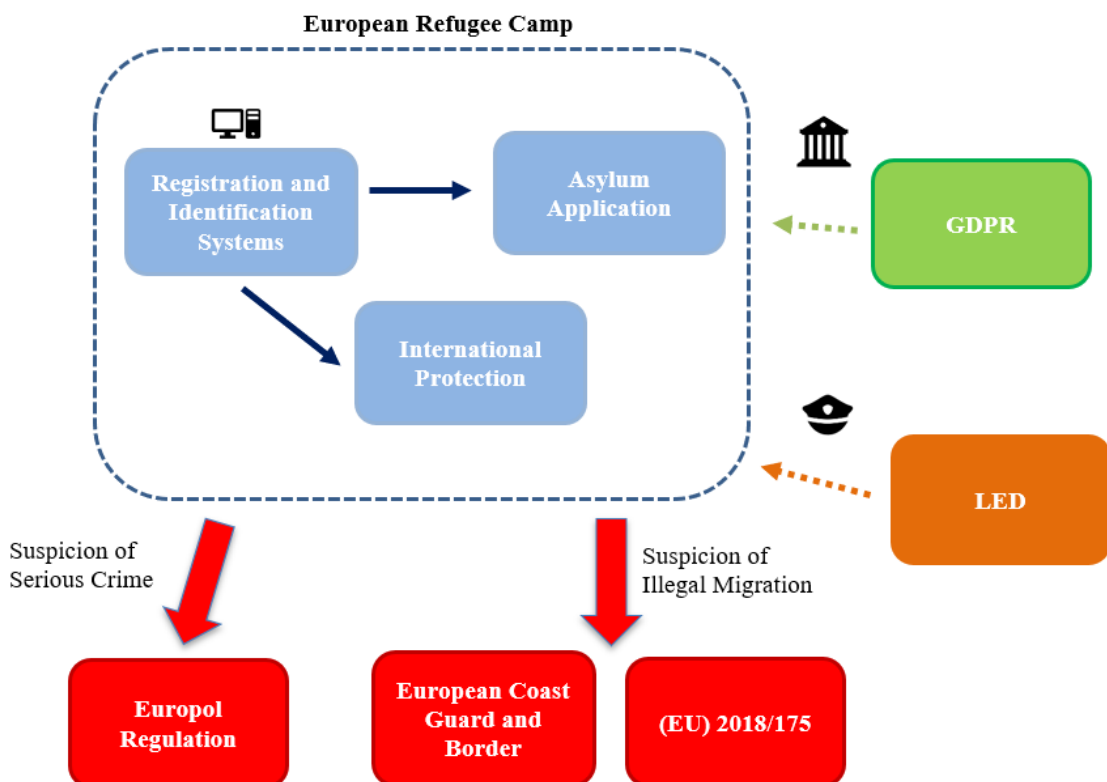 European Refugee Camp
Registration and
Identification
Systems
Asylum
Application
GDPR
International
Protection
LED
Suspicion of
Serious Crime
Suspicion of
Illegal Migration
Europol
Regulation
European Coast
Guard and
Border
(EU) 2018/175